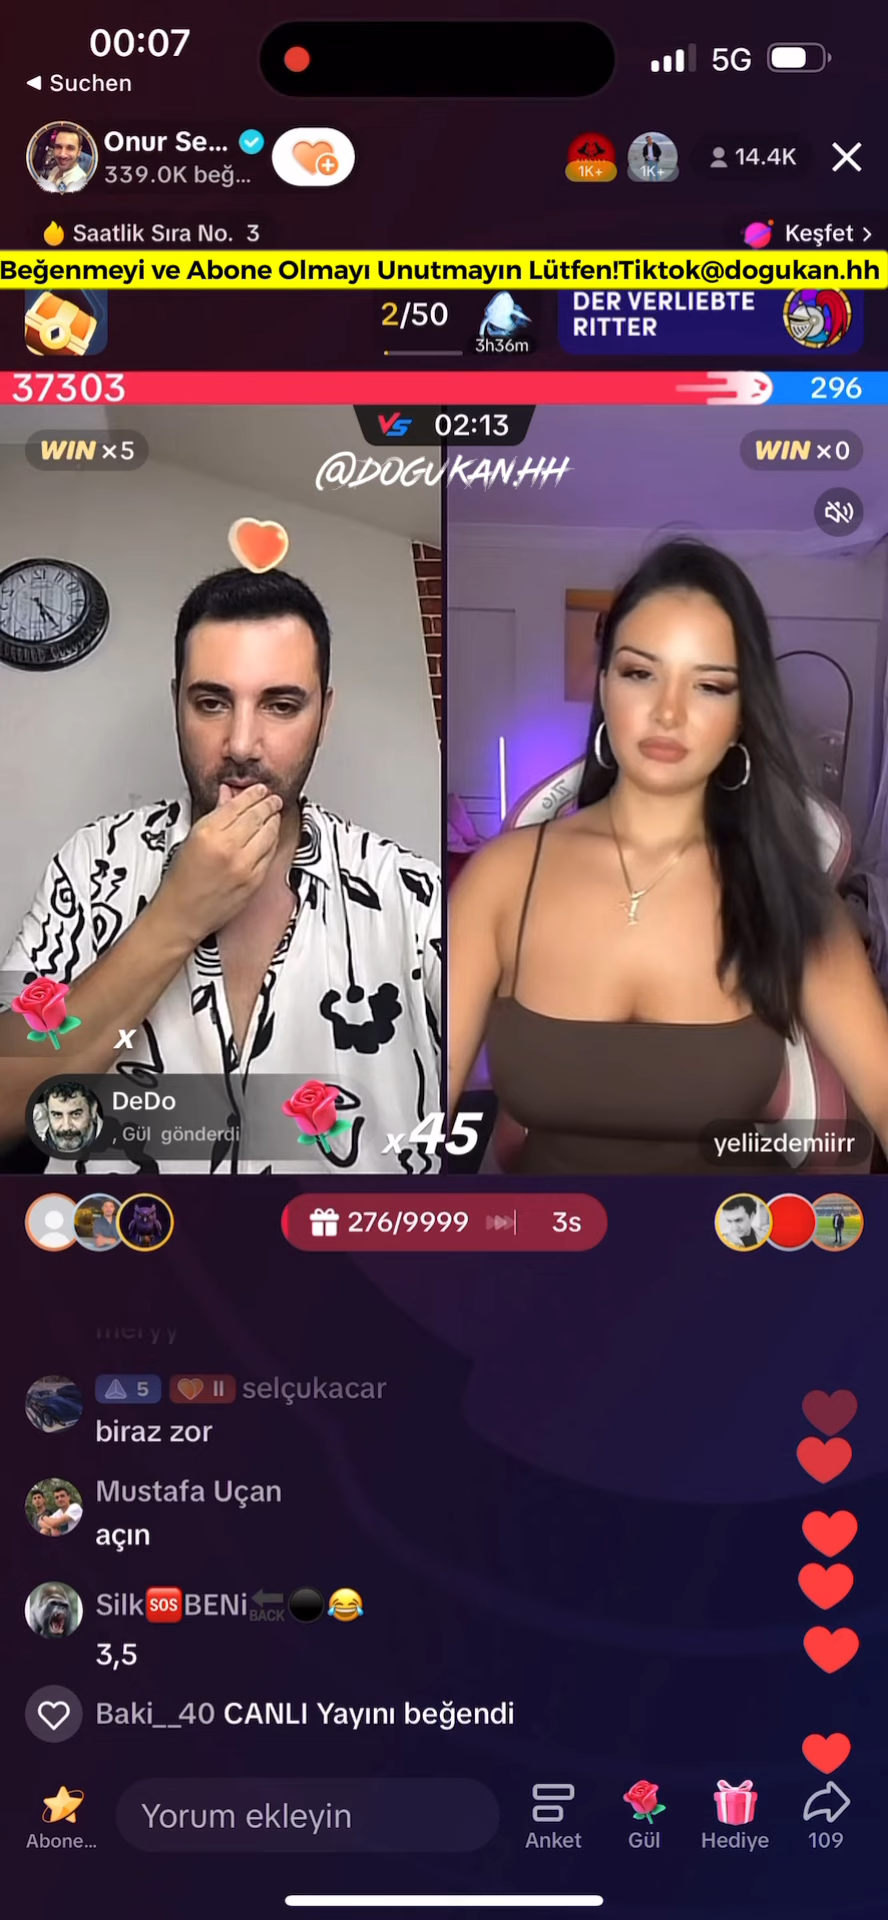 00:07
5G
◀ Suchen
Onur Se...
339.0K beğ...
1K+
1K+
14.4K
Saatlik Sıra No. 3
Keşfet >
Beğenmeyi ve Abone Olmayı Unutmayın Lütfen!Tiktok@dogukan.hh
2/50
3h36m
DER VERLIEBTE
RITTER
37303
296
VS 02:13
WIN x5
WIN x0
@DOGUKAN.HH
x
DeDo
, Gül gönderdi
x45
yeliizdemiirr
276/9999
3s
meryy
5 II selçukacar
biraz zor
Mustafa Uçan
açın
Silk🆘BENi🔙⚫😂
3,5
Baki__40 CANLI Yayını beğendi
Abone...
Yorum ekleyin
Anket
Gül
Hediye
109